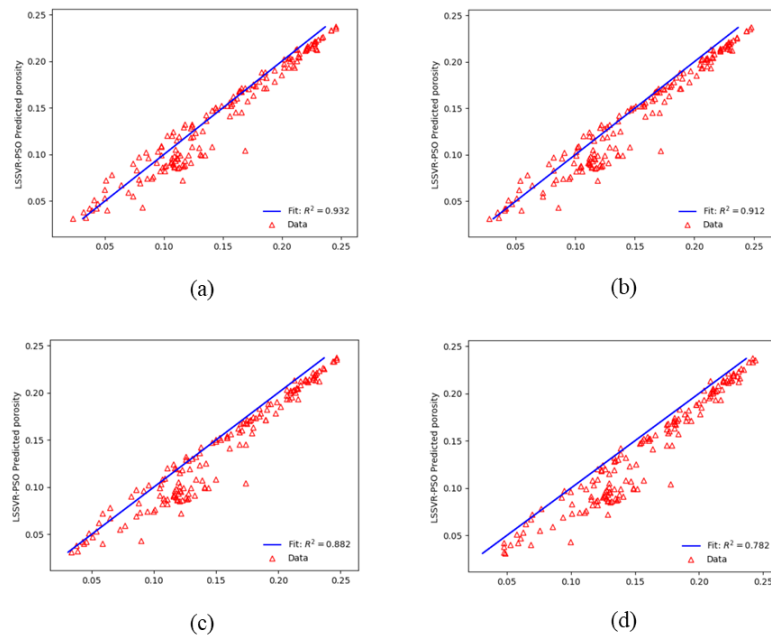 0.25
0.20
0.15
0.10
0.05
LSSVR-PSO Predicted porosity
Fit: R² = 0.932
Data
0.05 0.10 0.15 0.20 0.25
(a)
0.25
0.20
0.15
0.10
0.05
LSSVR-PSO Predicted porosity
Fit: R² = 0.912
Data
0.05 0.10 0.15 0.20 0.25
(b)
0.25
0.20
0.15
0.10
0.05
LSSVR-PSO Predicted porosity
Fit: R² = 0.882
Data
0.05 0.10 0.15 0.20 0.25
(c)
0.25
0.20
0.15
0.10
0.05
LSSVR-PSO Predicted porosity
Fit: R² = 0.782
Data
0.05 0.10 0.15 0.20 0.25
(d)